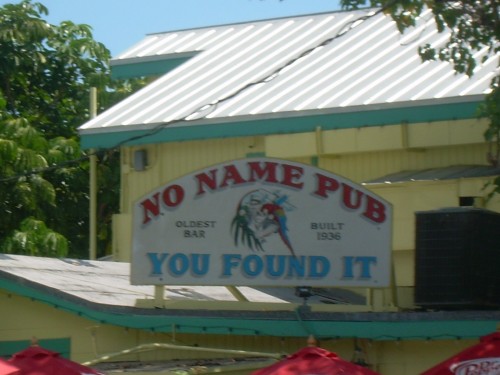 NO NAME PUB
OLDEST BAR
BUILT 1936
YOU FOUND IT